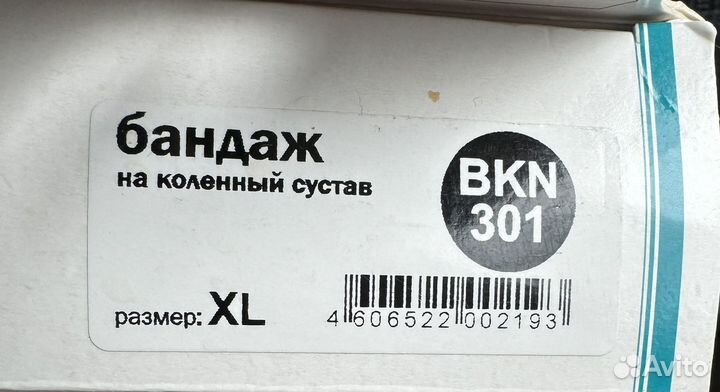 бандаж
на коленный сустав
BKN
301
размер: XL
4 606522 002193
Avito